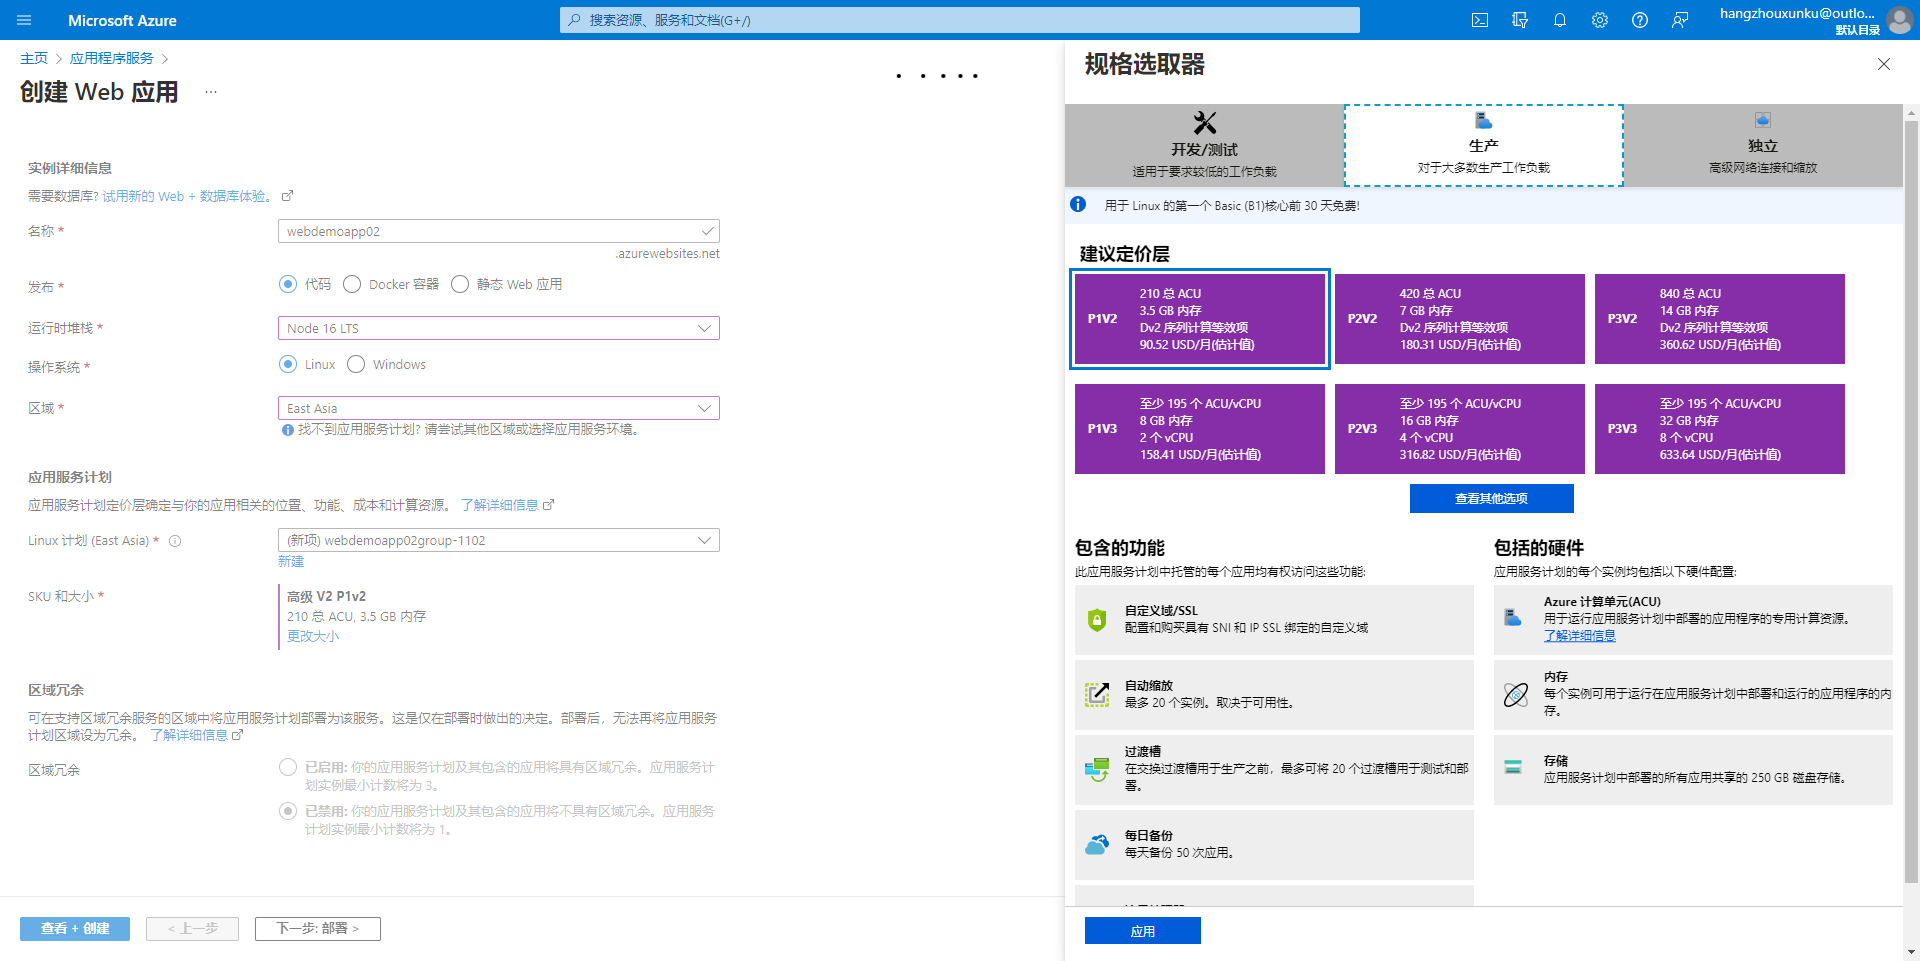 Microsoft Azure
搜索资源、服务和文档(G+/)
hangzhouxunku@outlo...
默认目录
主页 > 应用程序服务 >
创建 Web 应用 ...
实例详细信息
需要数据库? 试用新的 Web + 数据库体验。
名称 *
webdemoapp02
.azurewebsites.net
发布 *
代码
Docker 容器
静态 Web 应用
运行时堆栈 *
Node 16 LTS
操作系统 *
Linux
Windows
区域 *
East Asia
找不到应用服务计划? 请尝试其他区域或选择应用服务环境。
应用服务计划
应用服务计划定价层确定与你的应用相关的位置、功能、成本和计算资源。 了解详细信息
Linux 计划 (East Asia) *
(新项) webdemoapp02group-1102
新建
SKU 和大小 *
高级 V2 P1v2
210 总 ACU, 3.5 GB 内存
更改大小
区域冗余
可在支持区域冗余服务的区域中将应用服务计划部署为该服务。这是仅在部署时做出的决定。部署后，无法再将应用服务
计划区域设为冗余。 了解详细信息
区域冗余
已启用: 你的应用服务计划及其包含的应用将具有区域冗余。应用服务计
划实例最小计数将为 3。
已禁用: 你的应用服务计划及其包含的应用将不具有区域冗余。应用服务
计划实例最小计数将为 1。
查看 + 创建
< 上一步
下一步: 部署 >
规格选取器
开发/测试
适用于要求较低的工作负载
生产
对于大多数生产工作负载
独立
高级网络连接和缩放
用于 Linux 的第一个 Basic (B1)核心前 30 天免费!
建议定价层
P1V2
210 总 ACU
3.5 GB 内存
Dv2 序列计算等效项
90.52 USD/月(估计值)
P2V2
420 总 ACU
7 GB 内存
Dv2 序列计算等效项
180.31 USD/月(估计值)
P3V2
840 总 ACU
14 GB 内存
Dv2 序列计算等效项
360.62 USD/月(估计值)
P1V3
至少 195 个 ACU/vCPU
8 GB 内存
2 个 vCPU
158.41 USD/月(估计值)
P2V3
至少 195 个 ACU/vCPU
16 GB 内存
4 个 vCPU
316.82 USD/月(估计值)
P3V3
至少 195 个 ACU/vCPU
32 GB 内存
8 个 vCPU
633.64 USD/月(估计值)
查看其他选项
包含的功能
此应用服务计划中托管的每个应用均有权访问这些功能:
自定义域/SSL
配置和购买具有 SNI 和 IP SSL 绑定的自定义域
自动缩放
最多 20 个实例。取决于可用性。
过渡槽
在交换过渡槽用于生产之前，最多可将 20 个过渡槽用于测试和部
署。
每日备份
每天备份 50 次应用。
包括的硬件
应用服务计划的每个实例均包括以下硬件配置:
Azure 计算单元(ACU)
用于运行应用服务计划中部署的应用程序的专用计算资源。
了解详细信息
内存
每个实例可用于运行在应用服务计划中部署和运行的应用程序的内
存。
存储
应用服务计划中部署的所有应用共享的 250 GB 磁盘存储。
应用